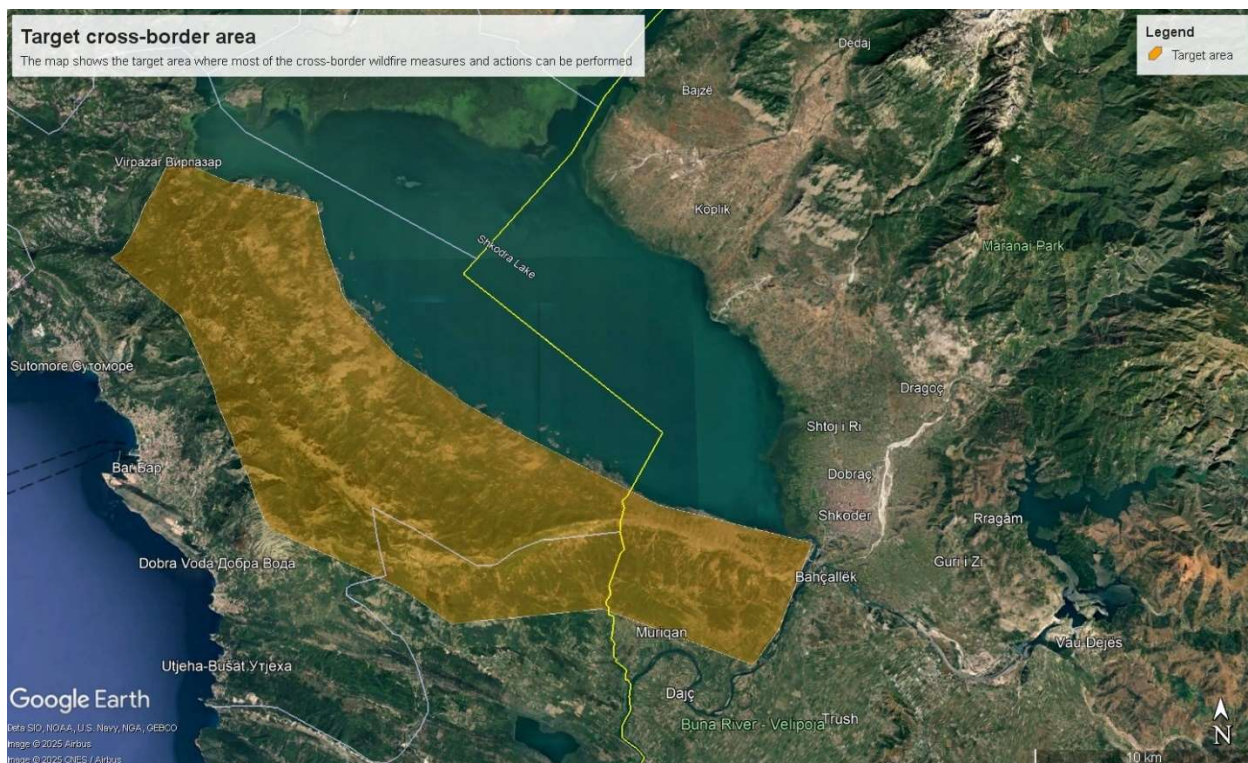 Target cross-border area
The map shows the target area where most of the cross-border wildfire measures and actions can be performed
Legend
Target area
Dedaj
Bajzë
Virpazar Вирпазар
Koplik
Shkodra Lake
Maranai Park
Sutomore Сутоморе
Dragoç
Shtoj i Ri
Bar Бар
Dobraç
Shkodër
Rragam
Dobra Voda Добра Вода
Guri i Zi
Bahçallëk
Muriqan
Vau Dejës
Utjeha-Bušat Утјеха
Dajç
Google Earth
Buna River - Velipoja
Trush
Data SIO, NOAA, U.S. Navy, NGA, GEBCO
Image © 2025 Airbus
Image © 2025 CNES / Airbus
N
10 km